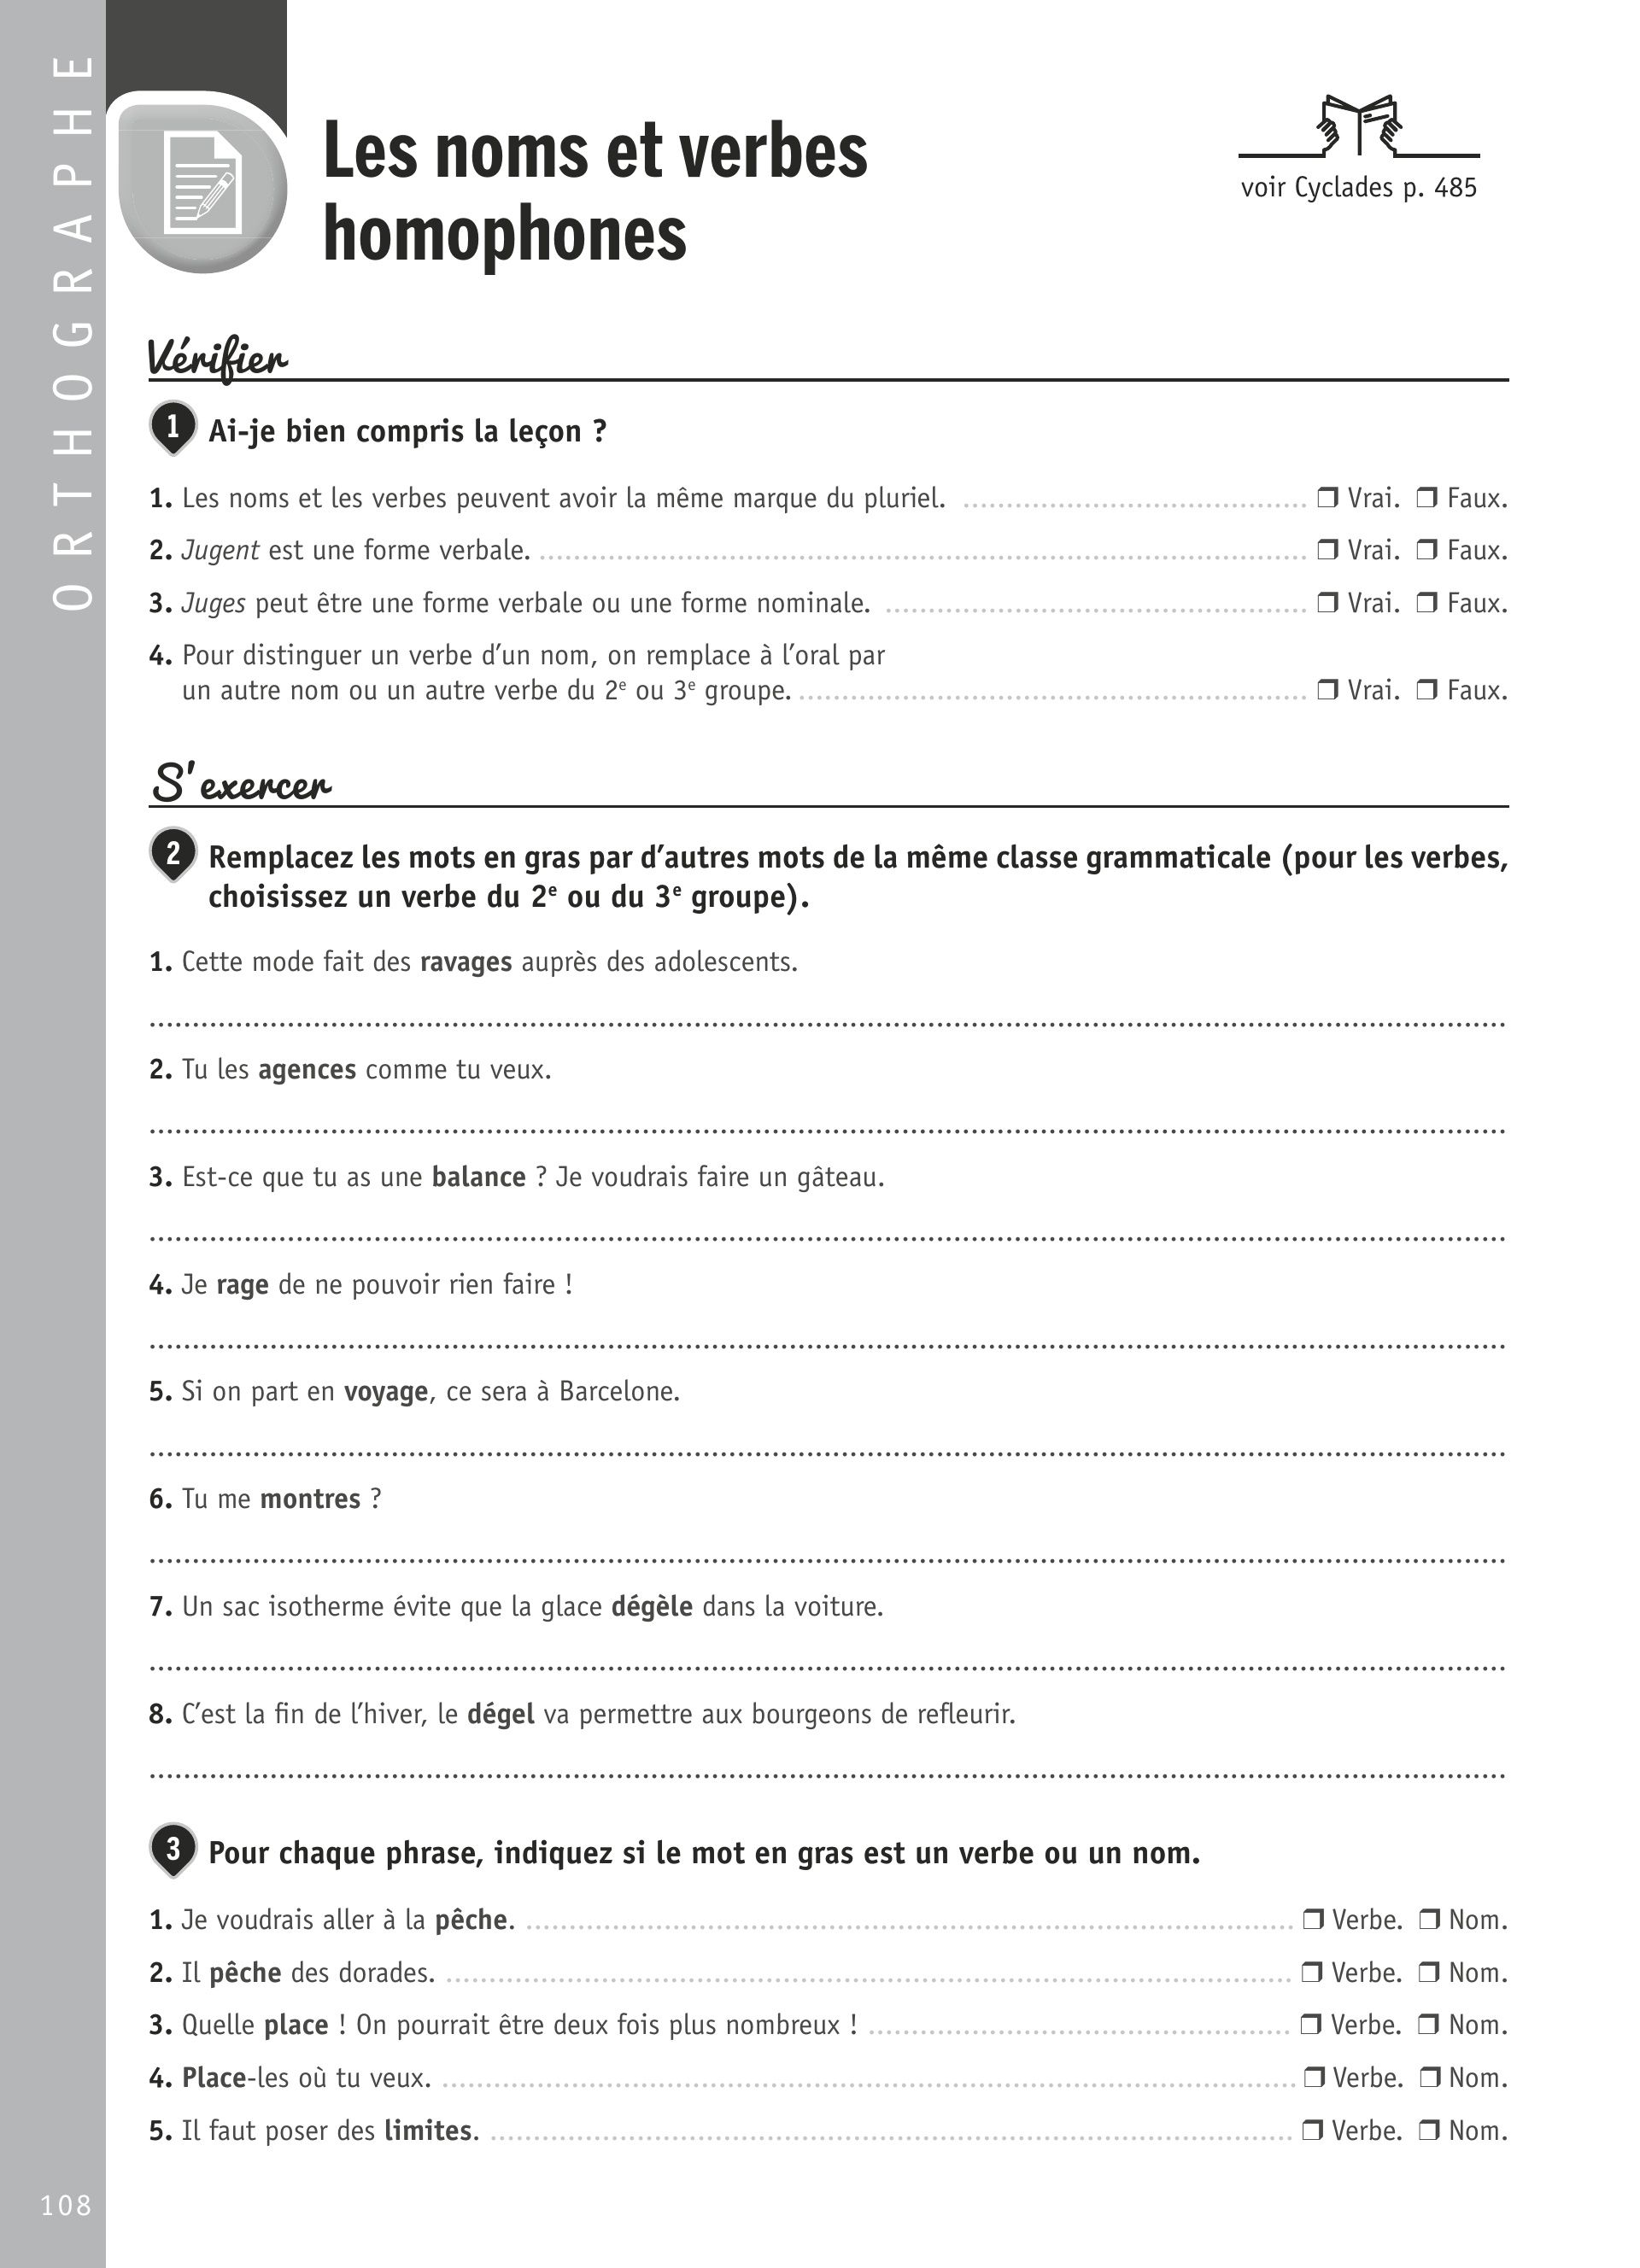 ORTHOGRAPHE
Les noms et verbes
homophones
voir Cyclades p. 485
Vérifier
1 Ai-je bien compris la leçon ?
1. Les noms et les verbes peuvent avoir la même marque du pluriel. ❒ Vrai. ❒ Faux.
2. Jugent est une forme verbale. ❒ Vrai. ❒ Faux.
3. Juges peut être une forme verbale ou une forme nominale. ❒ Vrai. ❒ Faux.
4. Pour distinguer un verbe d’un nom, on remplace à l’oral par
un autre nom ou un autre verbe du 2e ou 3e groupe. ❒ Vrai. ❒ Faux.
S'exercer
2 Remplacez les mots en gras par d’autres mots de la même classe grammaticale (pour les verbes,
choisissez un verbe du 2e ou du 3e groupe).
1. Cette mode fait des ravages auprès des adolescents.
2. Tu les agences comme tu veux.
3. Est-ce que tu as une balance ? Je voudrais faire un gâteau.
4. Je rage de ne pouvoir rien faire !
5. Si on part en voyage, ce sera à Barcelone.
6. Tu me montres ?
7. Un sac isotherme évite que la glace dégèle dans la voiture.
8. C’est la fin de l’hiver, le dégel va permettre aux bourgeons de refleurir.
3 Pour chaque phrase, indiquez si le mot en gras est un verbe ou un nom.
1. Je voudrais aller à la pêche. ❒ Verbe. ❒ Nom.
2. Il pêche des dorades. ❒ Verbe. ❒ Nom.
3. Quelle place ! On pourrait être deux fois plus nombreux ! ❒ Verbe. ❒ Nom.
4. Place-les où tu veux. ❒ Verbe. ❒ Nom.
5. Il faut poser des limites. ❒ Verbe. ❒ Nom.
108